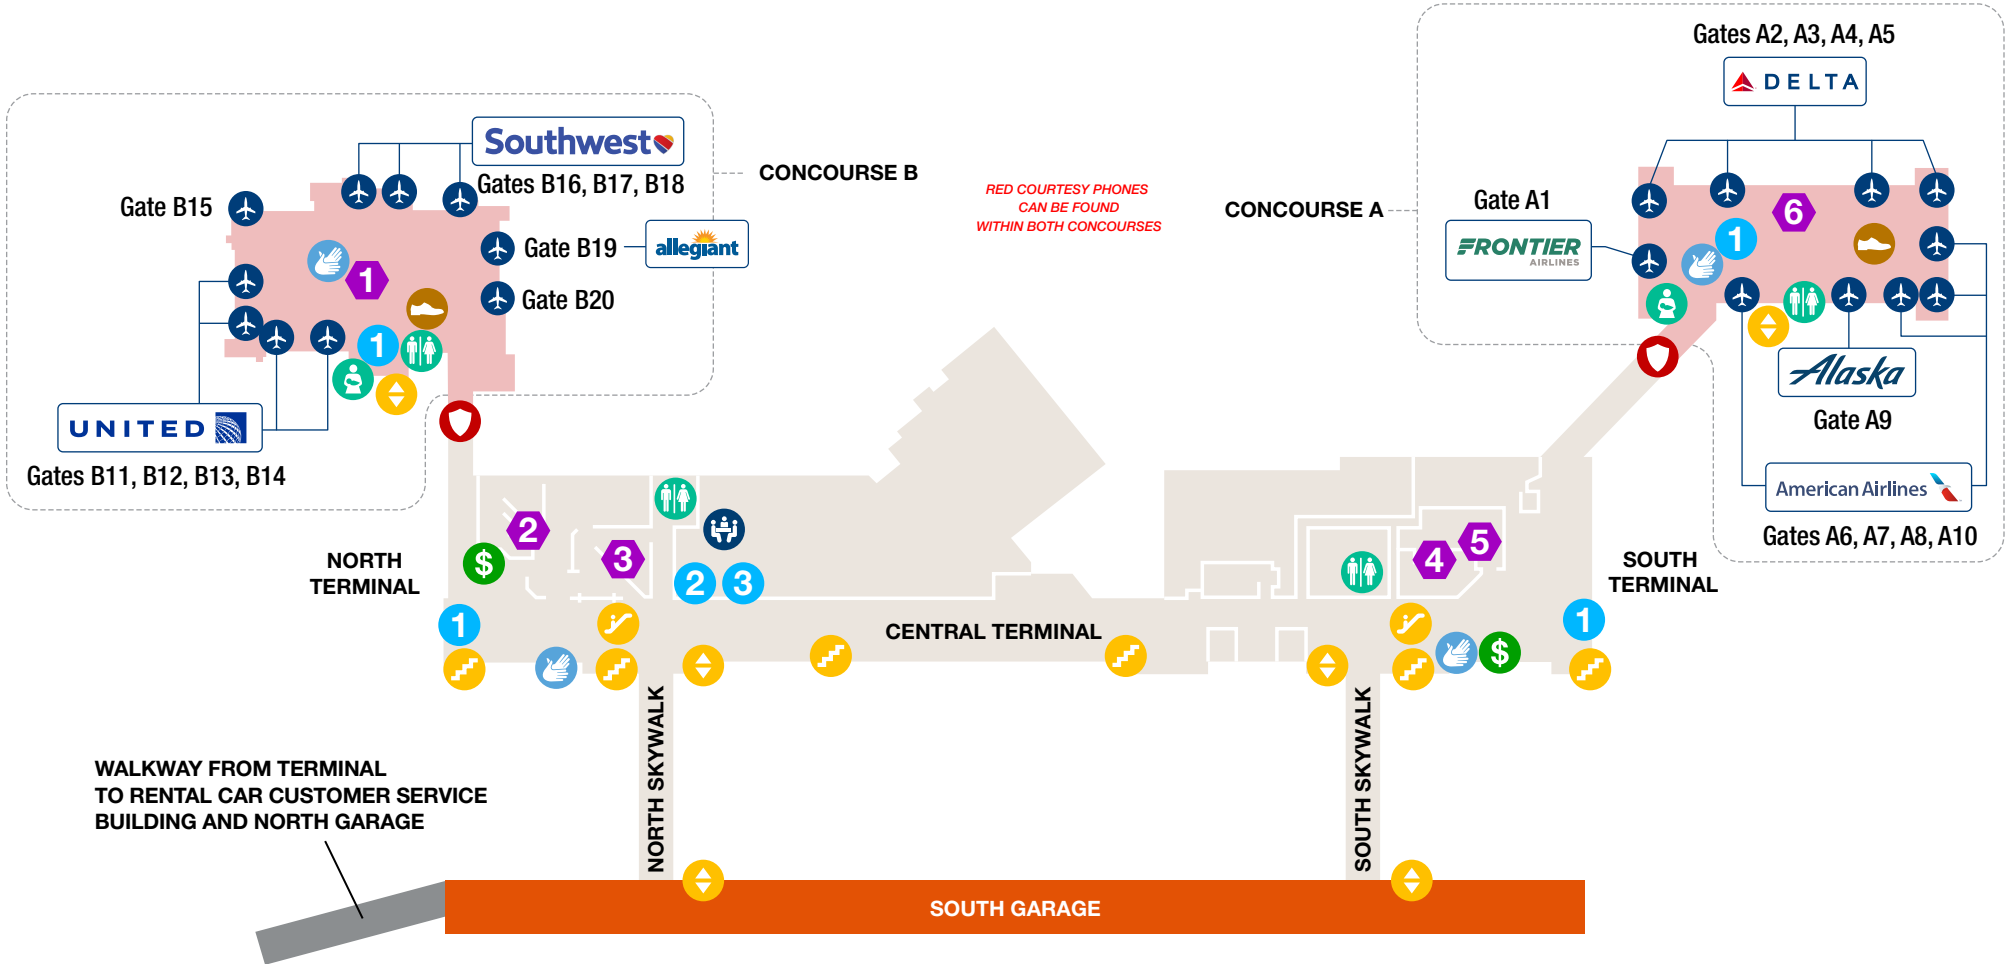 Gates A2, A3, A4, A5
DELTA
Southwest
Gates B16, B17, B18
CONCOURSE B
RED COURTESY PHONES
CAN BE FOUND
WITHIN BOTH CONCOURSES
CONCOURSE A
Gate A1
FRONTIER
AIRLINES
6
1
Gate B15
Gate B19
allegiant
1
Gate B20
1
UNITED
Gates B11, B12, B13, B14
Alaska
Gate A9
American Airlines
Gates A6, A7, A8, A10
NORTH
TERMINAL
$
2
3
2
3
1
4
5
SOUTH
TERMINAL
1
$
CENTRAL TERMINAL
NORTH SKYWALK
SOUTH SKYWALK
WALKWAY FROM TERMINAL
TO RENTAL CAR CUSTOMER SERVICE
BUILDING AND NORTH GARAGE
SOUTH GARAGE